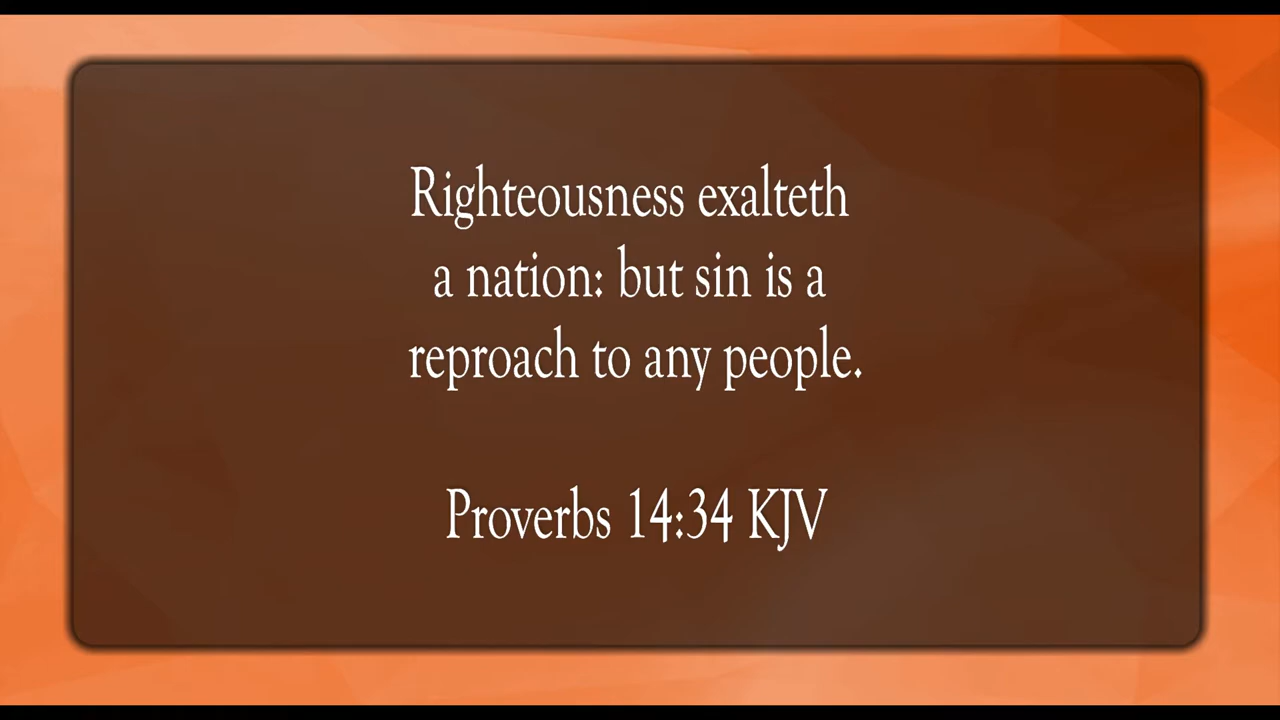 Righteousness exalteth
a nation: but sin is a
reproach to any people.
Proverbs 14:34 KJV